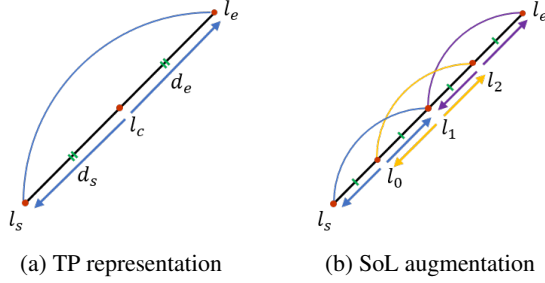 l_e
d_e
l_c
d_s
l_s
(a) TP representation
l_e
l_2
l_1
l_0
l_s
(b) SoL augmentation